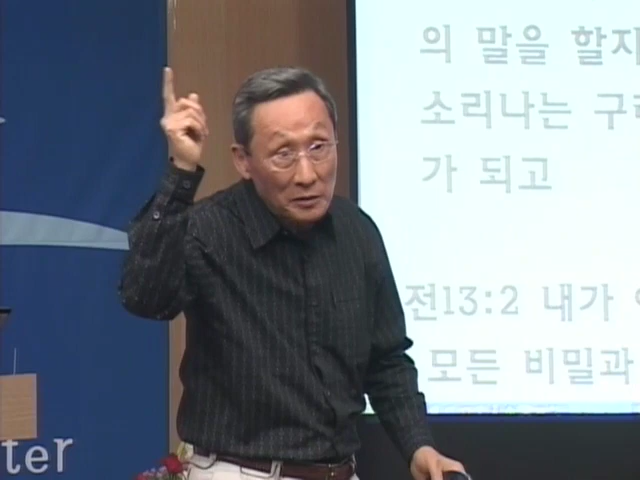 의 말을 할지
소리나는 구리
가 되고
전13:2 내가
모든 비밀과
ter